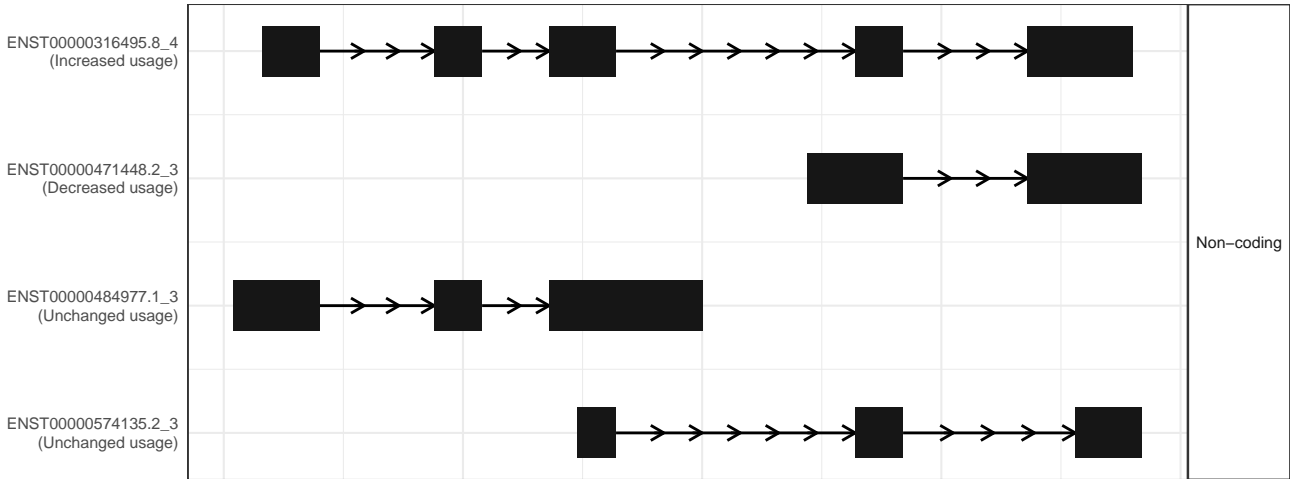 ENST00000316495.8_4
(Increased usage)
ENST00000471448.2_3
(Decreased usage)
Non−coding
ENST00000484977.1_3
(Unchanged usage)
ENST00000574135.2_3
(Unchanged usage)